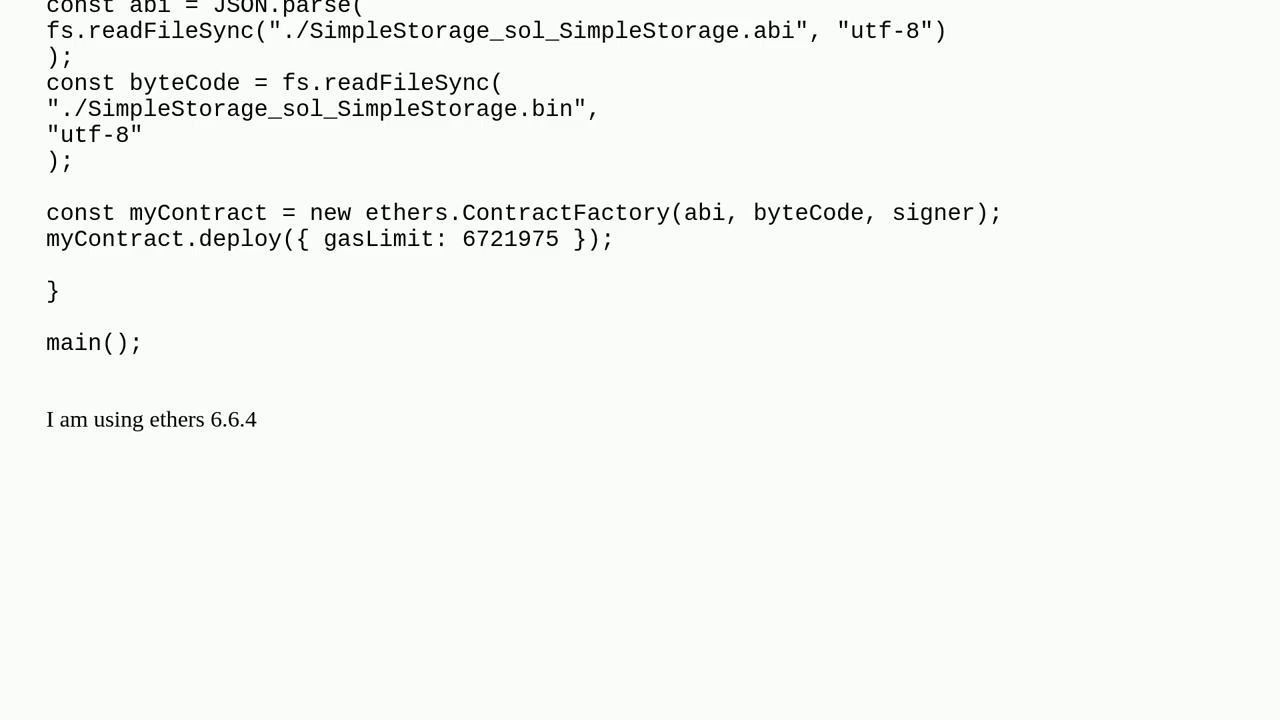 const abi = JSON.parse(
fs.readFileSync("./SimpleStorage_sol_SimpleStorage.abi", "utf-8")
);
const byteCode = fs.readFileSync(
"./SimpleStorage_sol_SimpleStorage.bin",
"utf-8"
);
const myContract = new ethers.ContractFactory(abi, byteCode, signer);
myContract.deploy({ gasLimit: 6721975 });
}
main();
I am using ethers 6.6.4